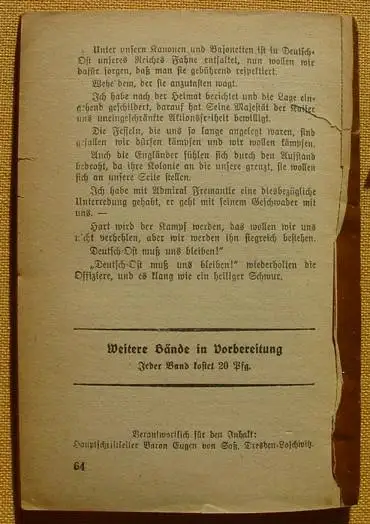 Unter unsern Kanonen und Bajonetten ist in Deutsch-
Ost unseres Reiches Fahne entfaltet, nun wollen wir
dafür sorgen, daß man sie gebührend respektiert.
Wehe dem, der sie anzutasten wagt.
Ich habe nach der Heimat berichtet und die Lage ein-
gehend geschildert, darauf hat Seine Majestät der Kaiser
uns uneingeschränkte Aktionsfreiheit bewilligt.
Die Fesseln, die uns so lange angelegt waren, sind
gefallen wir dürfen kämpfen und wir wollen kämpfen.
Auch die Engländer fühlen sich durch den Aufstand
bedroht, da ihre Kolonie an die unsere grenzt, sie wollen
sich an unsere Seite stellen.
Ich habe mit Admiral Freimantle eine diesbezügliche
Unterredung gehabt, er geht mit seinem Geschwader mit
uns. —
Hart wird der Kampf werden, das wollen wir uns
nicht verhehlen, aber wir werden ihn siegreich bestehen.
Deutsch-Ost muß uns bleiben!"
„Deutsch-Ost muß uns bleiben!" wiederholten die
Offiziere, und es klang wie ein heiliger Schwur.
Weitere Bände in Vorbereitung
Jeder Band kostet 20 Pfg.
Verantwortlich für den Inhalt:
Hauptschriftleiter Baron Eugen von Saß, Dresden-Loschwitz.
64